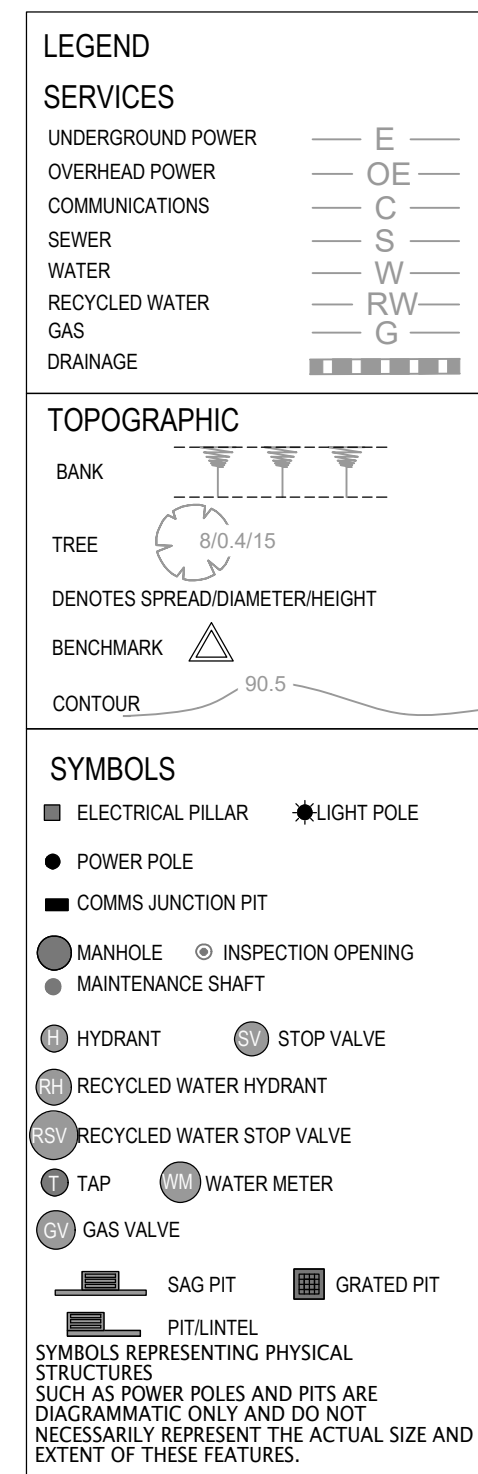 LEGEND
SERVICES
UNDERGROUND POWER E
OVERHEAD POWER OE
COMMUNICATIONS C
SEWER S
WATER W
RECYCLED WATER RW
GAS G
DRAINAGE
TOPOGRAPHIC
BANK
TREE 8/0.4/15
DENOTES SPREAD/DIAMETER/HEIGHT
BENCHMARK
CONTOUR 90.5
SYMBOLS
ELECTRICAL PILLAR LIGHT POLE
POWER POLE
COMMS JUNCTION PIT
MANHOLE INSPECTION OPENING
MAINTENANCE SHAFT
H HYDRANT SV STOP VALVE
RH RECYCLED WATER HYDRANT
RSV RECYCLED WATER STOP VALVE
T TAP WM WATER METER
GV GAS VALVE
SAG PIT GRATED PIT
PIT/LINTEL
SYMBOLS REPRESENTING PHYSICAL
STRUCTURES
SUCH AS POWER POLES AND PITS ARE
DIAGRAMMATIC ONLY AND DO NOT
NECESSARILY REPRESENT THE ACTUAL SIZE AND
EXTENT OF THESE FEATURES.